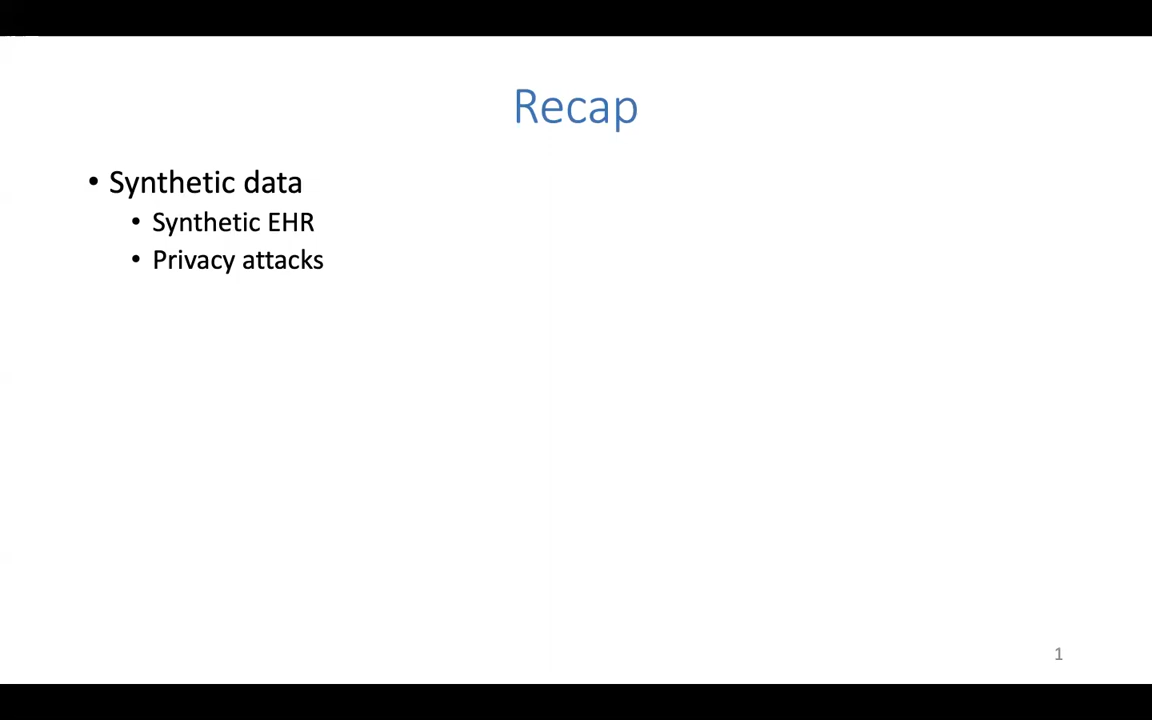 Recap
• Synthetic data
• Synthetic EHR
• Privacy attacks
1